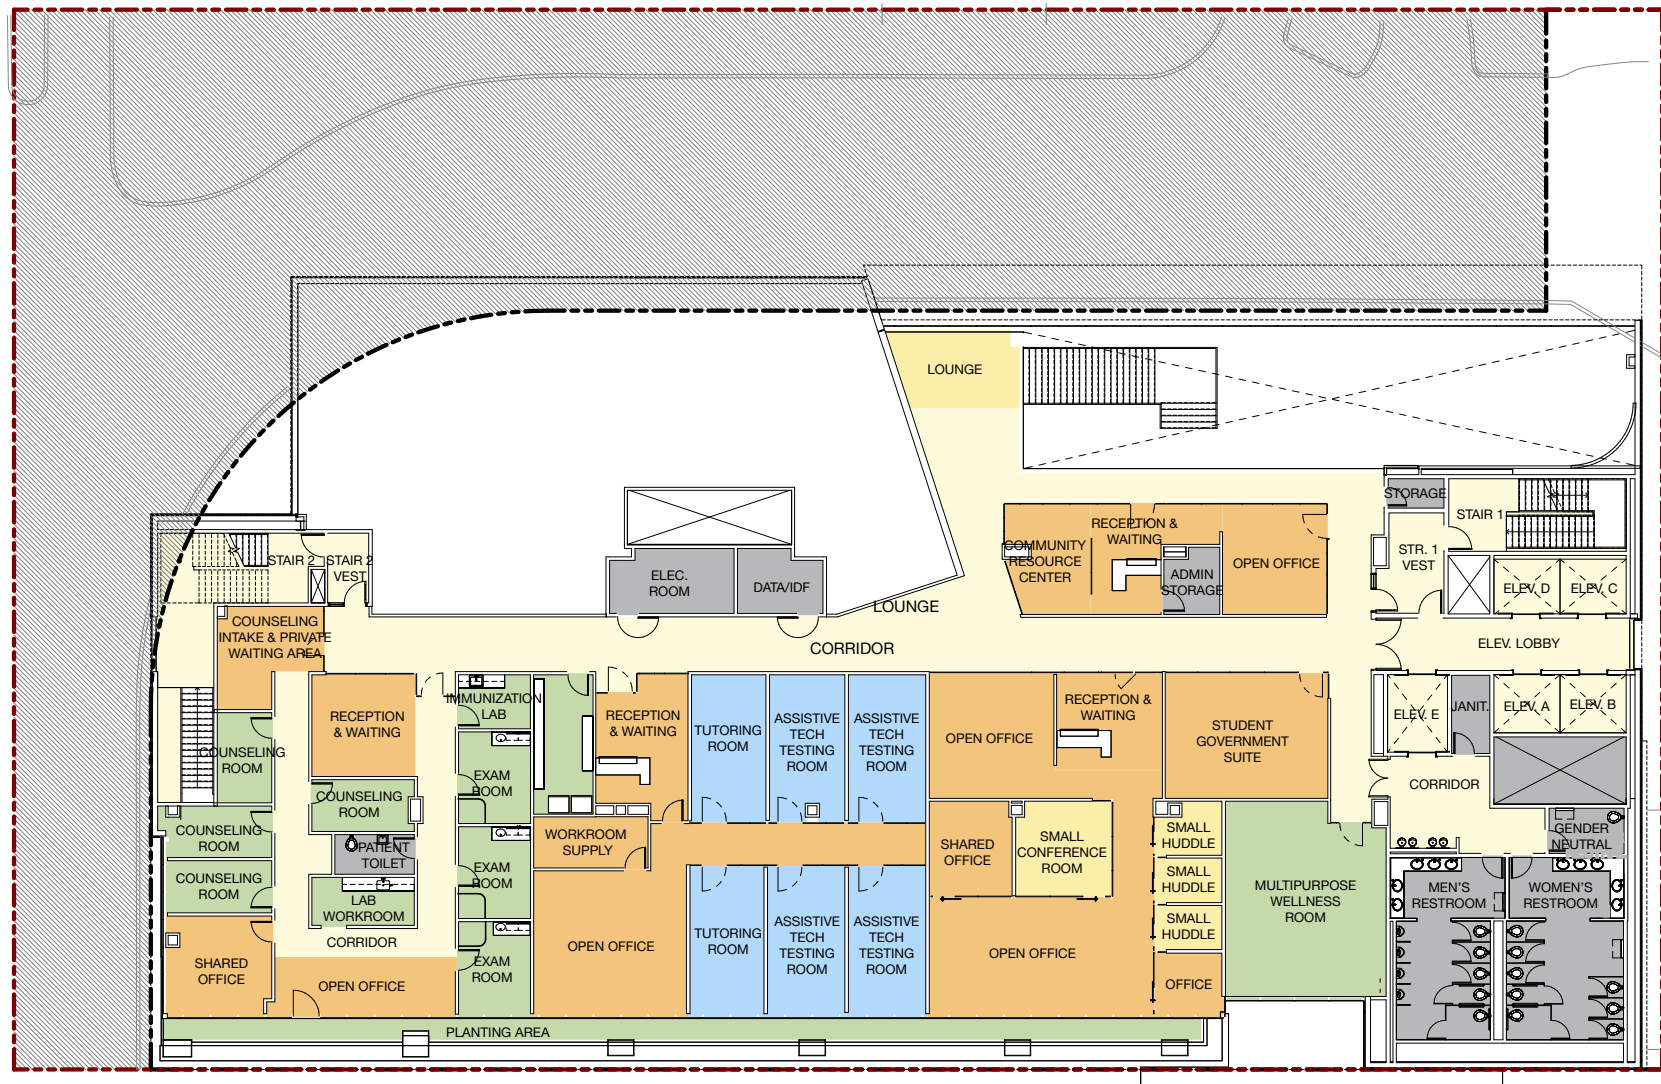 LOUNGE
STORAGE
STAIR 1
RECEPTION &
WAITING
COMMUNITY
RESOURCE
CENTER
OPEN OFFICE
ADMIN
STORAGE
STR. 1
VEST
ELEV. D
ELEV. C
STAIR 2
STAIR 2
VEST
ELEC.
ROOM
DATA/IDF
LOUNGE
COUNSELING
INTAKE & PRIVATE
WAITING AREA
CORRIDOR
ELEV. LOBBY
IMMUNIZATION
LAB
RECEPTION
& WAITING
RECEPTION
& WAITING
TUTORING
ROOM
ASSISTIVE
TECH
TESTING
ROOM
ASSISTIVE
TECH
TESTING
ROOM
OPEN OFFICE
RECEPTION &
WAITING
STUDENT
GOVERNMENT
SUITE
ELEV. E
JANIT.
ELEV. A
ELEV. B
COUNSELING
ROOM
EXAM
ROOM
COUNSELING
ROOM
CORRIDOR
COUNSELING
ROOM
PATIENT
TOILET
WORKROOM
SUPPLY
SHARED
OFFICE
SMALL
CONFERENCE
ROOM
SMALL
HUDDLE
GENDER
NEUTRAL
COUNSELING
ROOM
EXAM
ROOM
SMALL
HUDDLE
MULTIPURPOSE
WELLNESS
ROOM
MEN'S
RESTROOM
WOMEN'S
RESTROOM
LAB
WORKROOM
SMALL
HUDDLE
CORRIDOR
OPEN OFFICE
TUTORING
ROOM
ASSISTIVE
TECH
TESTING
ROOM
ASSISTIVE
TECH
TESTING
ROOM
OPEN OFFICE
SHARED
OFFICE
OPEN OFFICE
EXAM
ROOM
OFFICE
PLANTING AREA